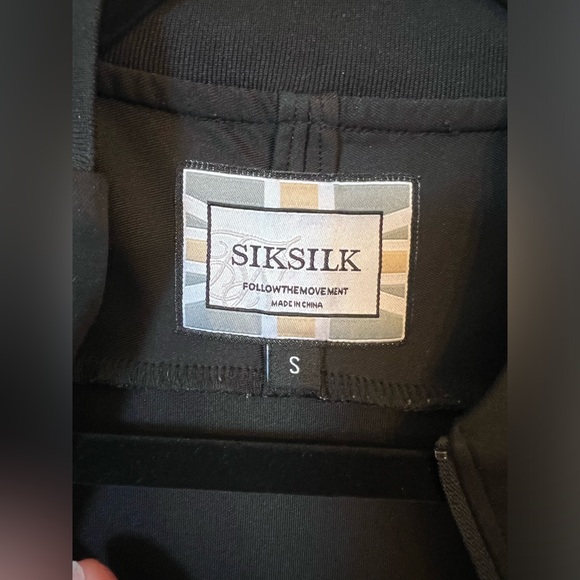 SIKSILK
FOLLOWTHEMOVEMENT
MADE IN CHINA
S